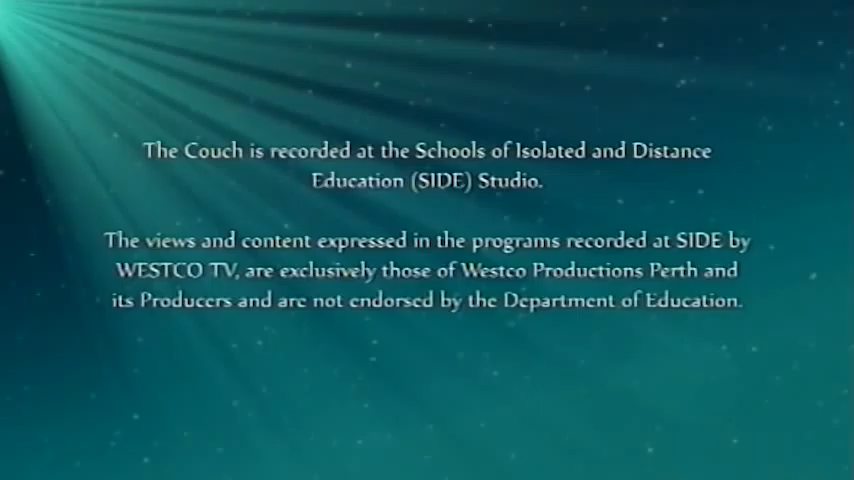 The Couch is recorded at the Schools of Isolated and Distance
Education (SIDE) Studio.
The views and content expressed in the programs recorded at SIDE by
WESTCO TV, are exclusively those of Westco Productions Perth and
its Producers and are not endorsed by the Department of Education.